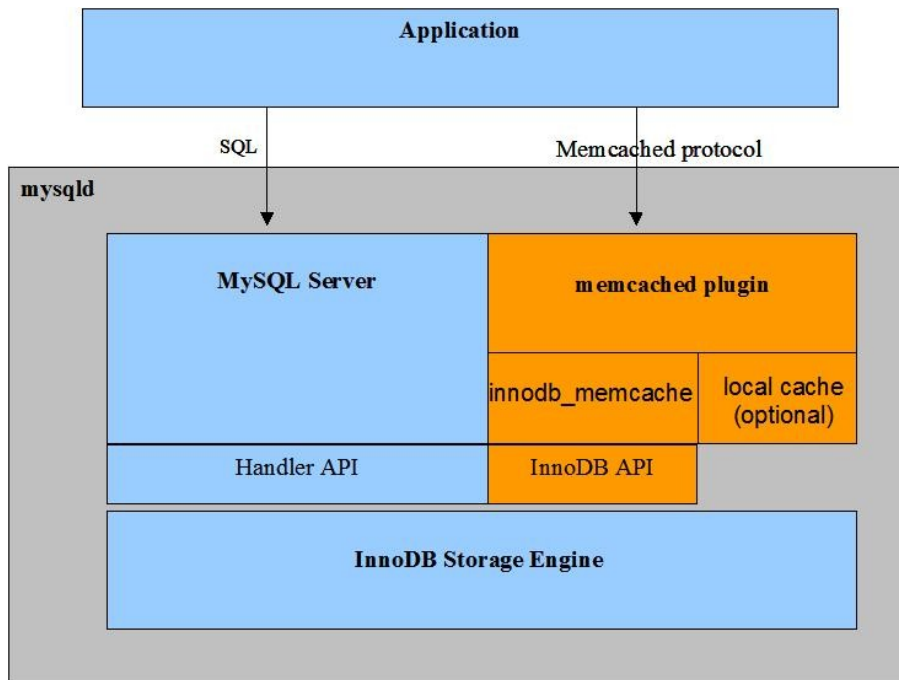 Application
SQL
Memcached protocol
mysqld
MySQL Server
memcached plugin
innodb_memcache
local cache
(optional)
Handler API
InnoDB API
InnoDB Storage Engine